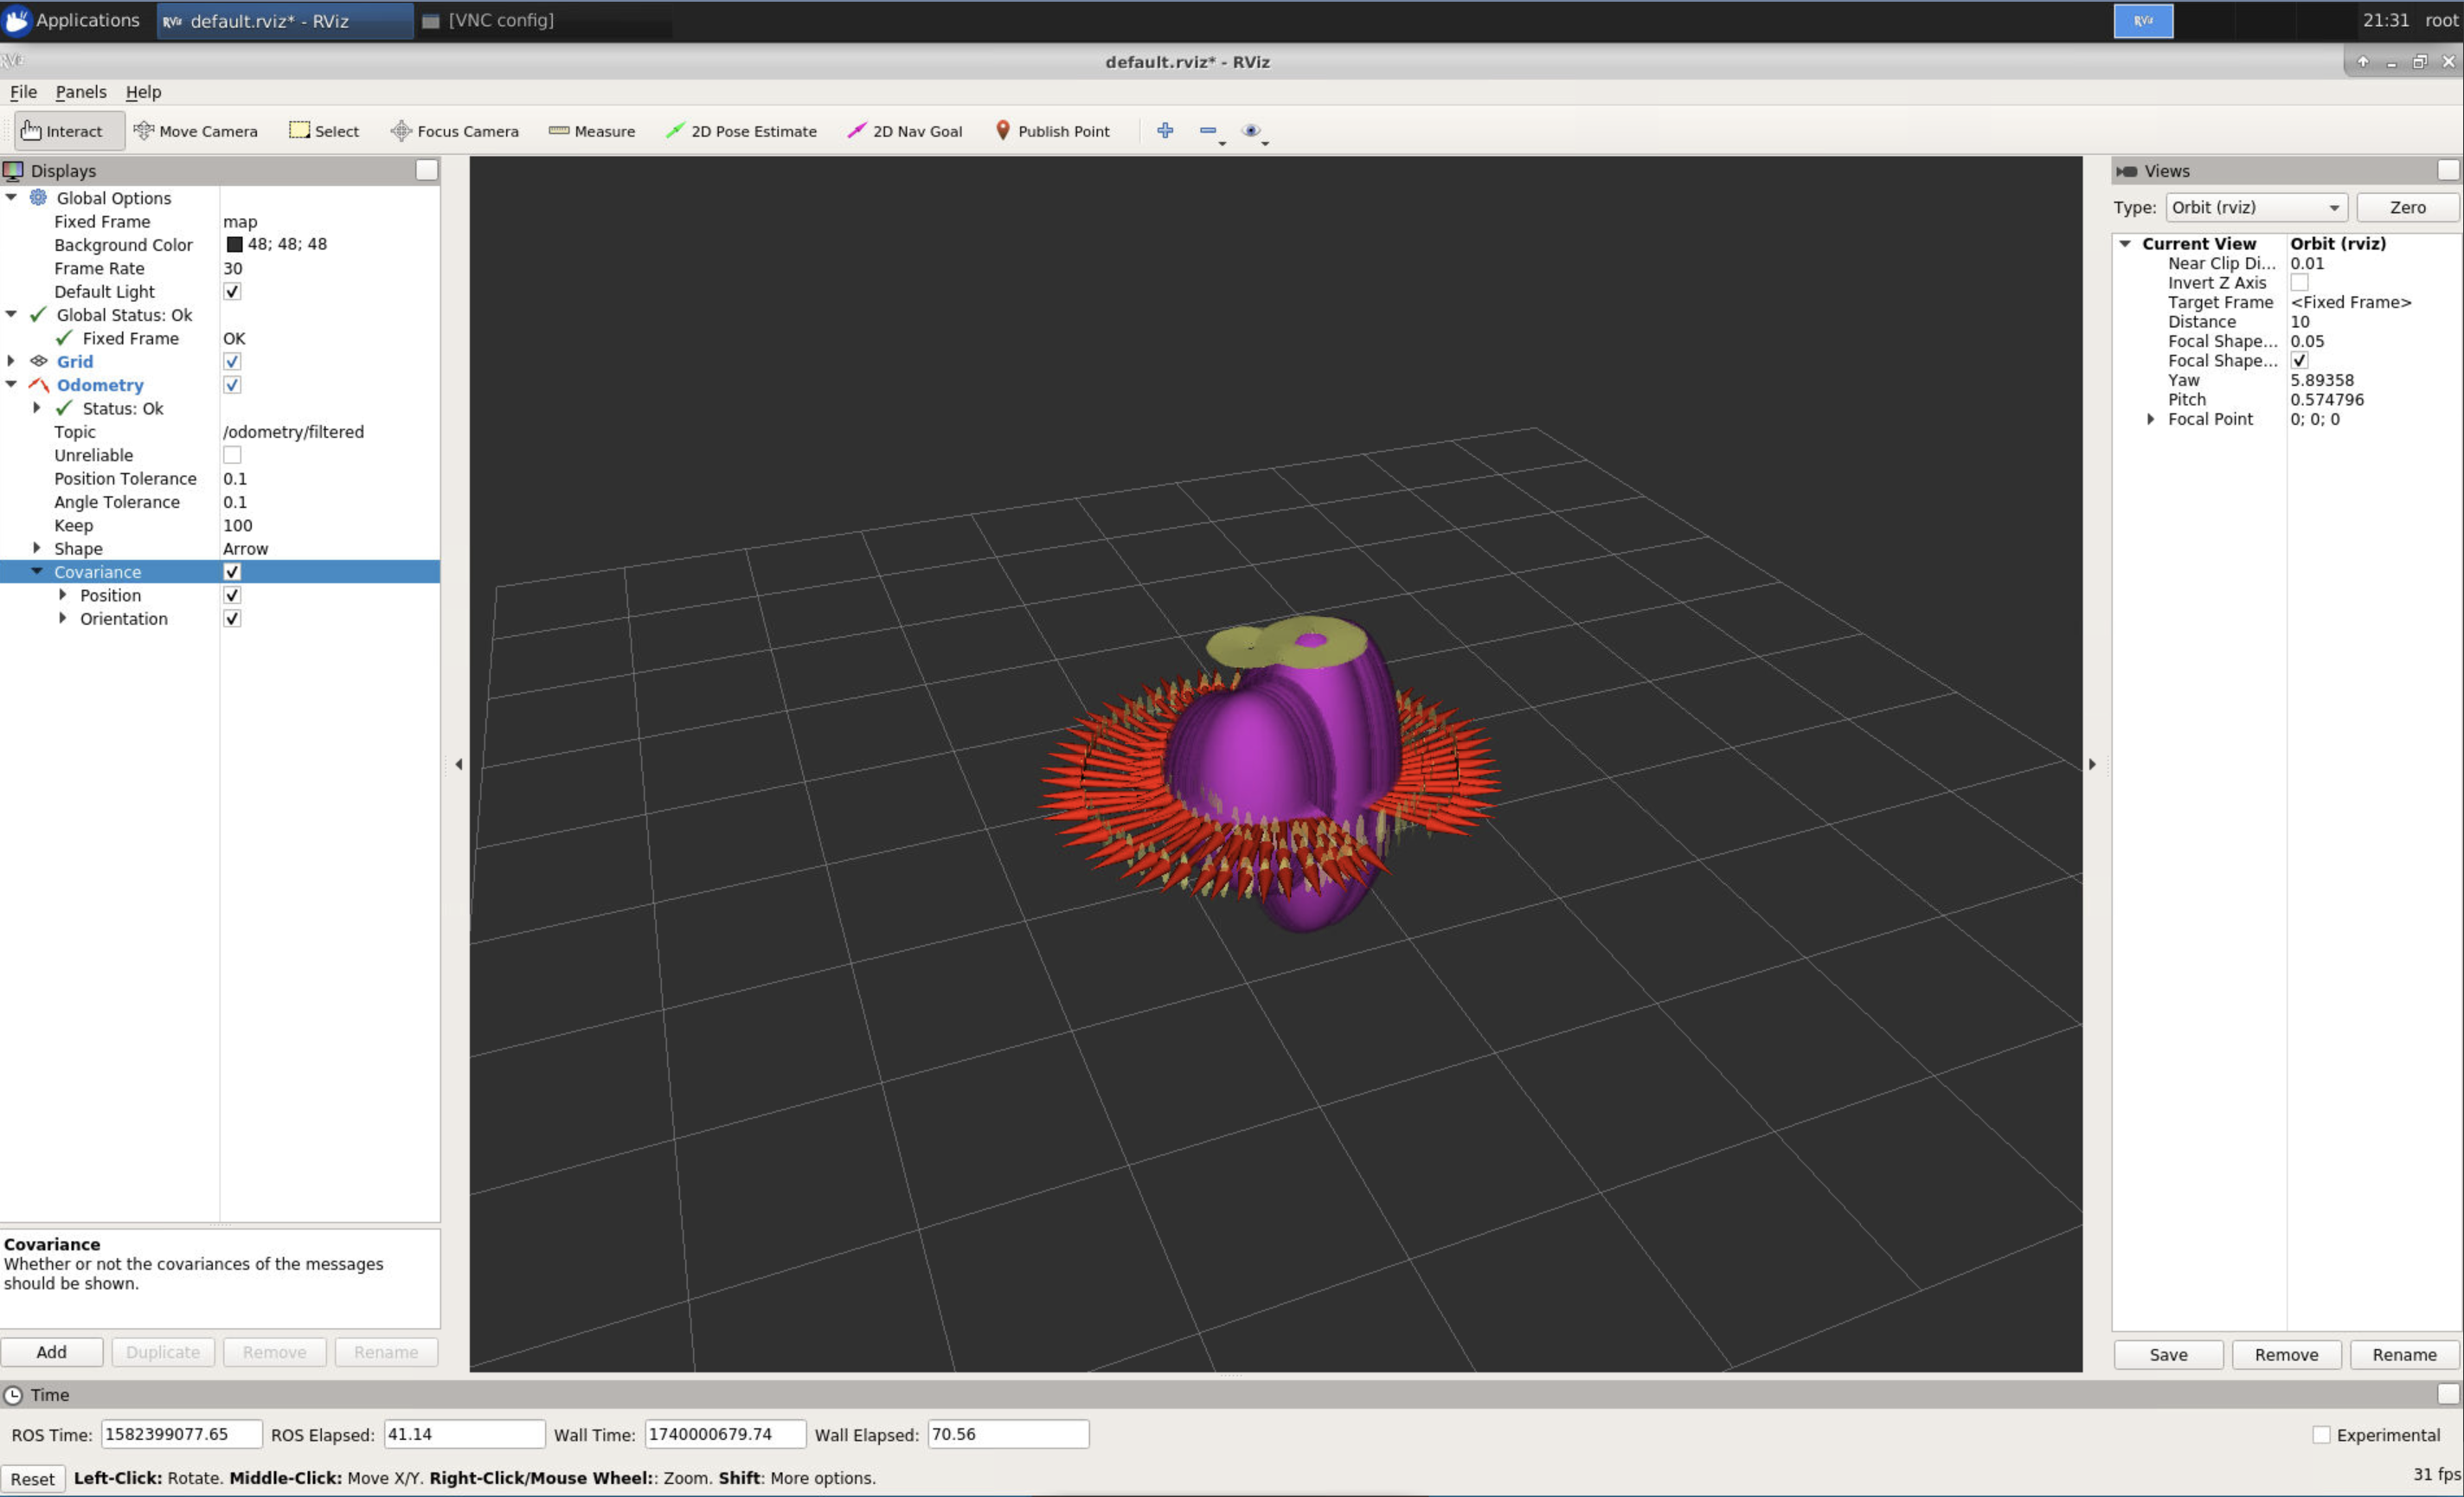 Applications RViz default.rviz* - RViz [VNC config] RViz 21:31 root
default.rviz* - RViz
File Panels Help
Interact Move Camera Select Focus Camera Measure 2D Pose Estimate 2D Nav Goal Publish Point
Displays
Global Options
Fixed Frame map
Background Color 48; 48; 48
Frame Rate 30
Default Light
Global Status: Ok
Fixed Frame OK
Grid
Odometry
Status: Ok
Topic /odometry/filtered
Unreliable
Position Tolerance 0.1
Angle Tolerance 0.1
Keep 100
Shape Arrow
Covariance
Position
Orientation
Covariance
Whether or not the covariances of the messages
should be shown.
Add Duplicate Remove Rename
Views
Type: Orbit (rviz) Zero
Current View Orbit (rviz)
Near Clip Di... 0.01
Invert Z Axis
Target Frame <Fixed Frame>
Distance 10
Focal Shape... 0.05
Focal Shape...
Yaw 5.89358
Pitch 0.574796
Focal Point 0; 0; 0
Save Remove Rename
Time
ROS Time: 1582399077.65 ROS Elapsed: 41.14 Wall Time: 1740000679.74 Wall Elapsed: 70.56 Experimental
Reset Left-Click: Rotate. Middle-Click: Move X/Y. Right-Click/Mouse Wheel:: Zoom. Shift: More options. 31 fps